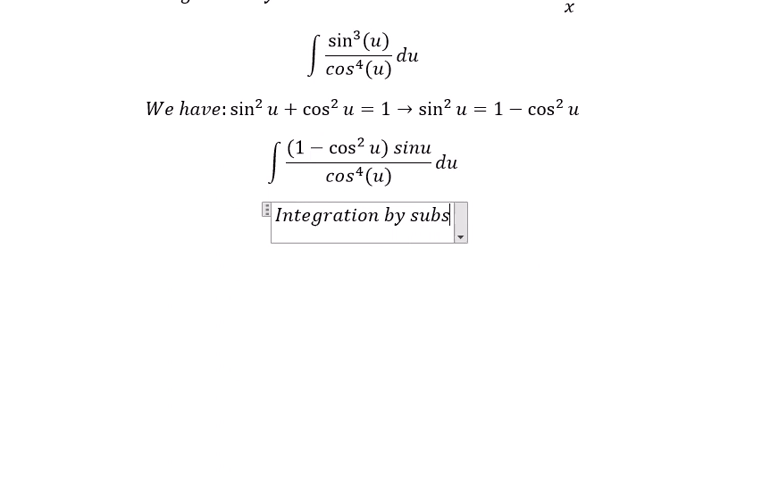 x
∫ sin³(u)/cos⁴(u) du
We have: sin² u + cos² u = 1 → sin² u = 1 − cos² u
∫ (1 − cos² u) sinu/cos⁴(u) du
Integration by subs